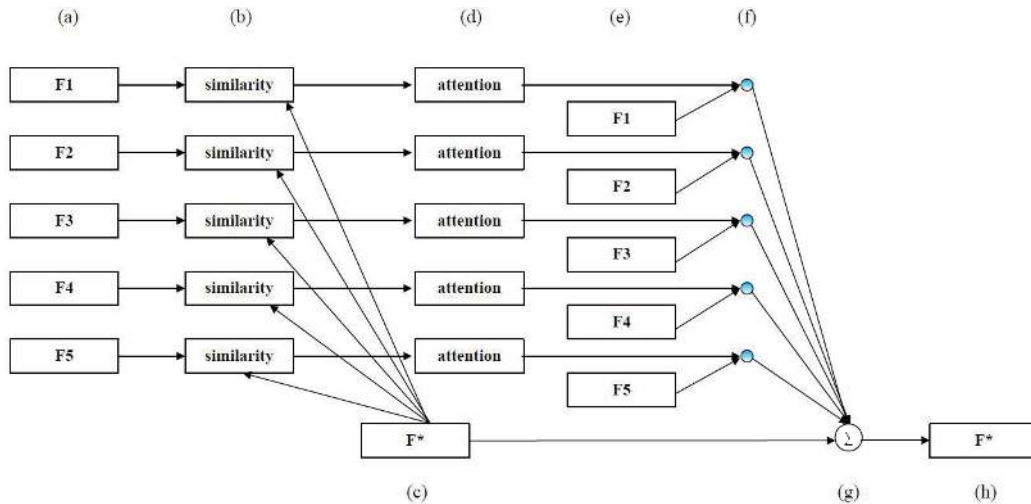 (a) (b) (d) (e) (f)
F1 similarity attention
F1
F2 similarity attention
F2
F3 similarity attention
F3
F4 similarity attention
F4
F5 similarity attention
F5
F* Σ F*
(c) (g) (h)